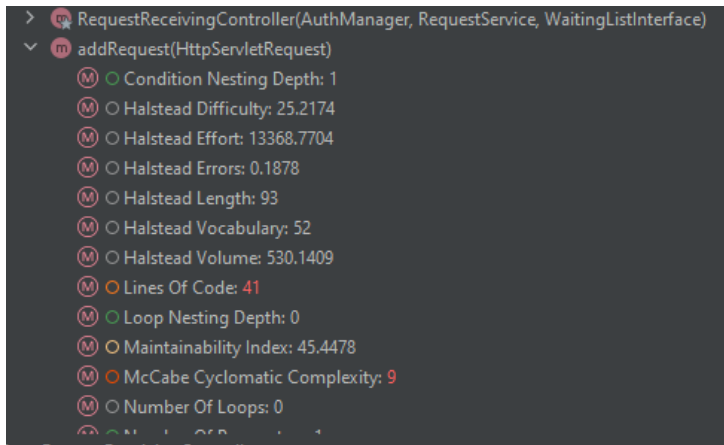 RequestReceivingController(AuthManager, RequestService, WaitingListInterface)
addRequest(HttpServletRequest)
Condition Nesting Depth: 1
Halstead Difficulty: 25.2174
Halstead Effort: 13368.7704
Halstead Errors: 0.1878
Halstead Length: 93
Halstead Vocabulary: 52
Halstead Volume: 530.1409
Lines Of Code: 41
Loop Nesting Depth: 0
Maintainability Index: 45.4478
McCabe Cyclomatic Complexity: 9
Number Of Loops: 0